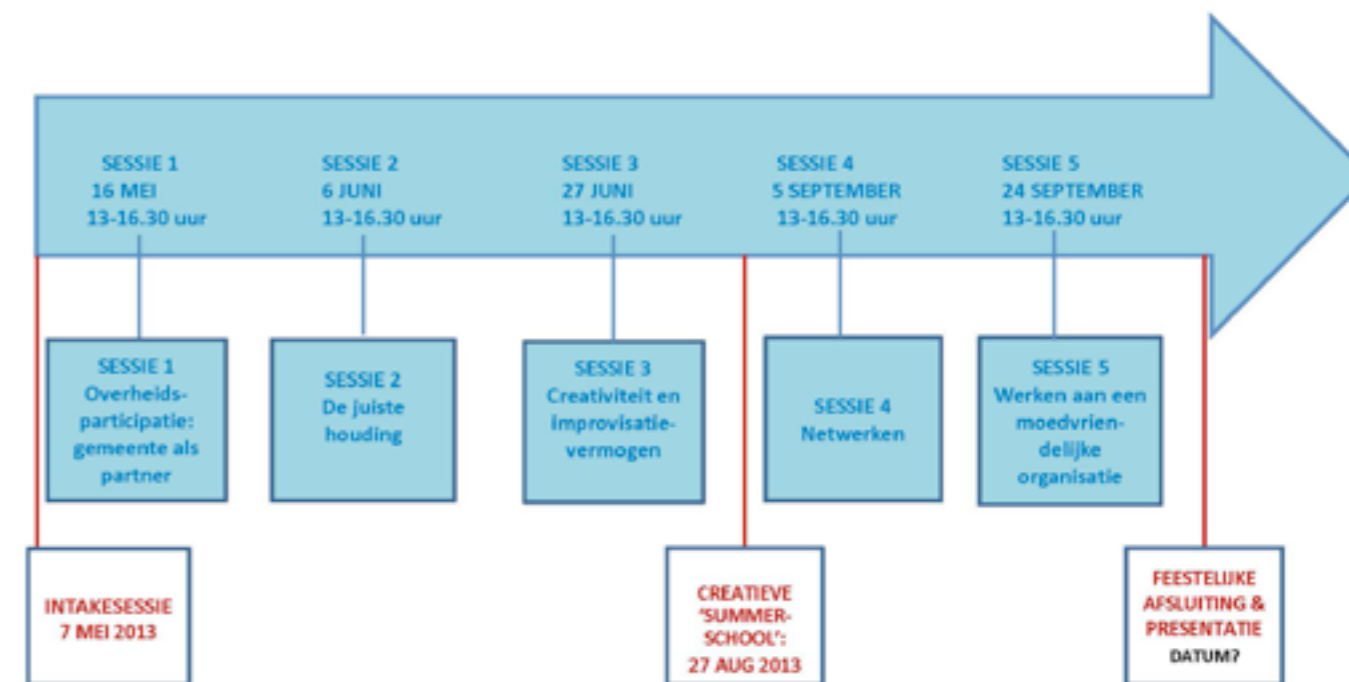 SESSIE 1
16 MEI
13-16.30 uur
SESSIE 2
6 JUNI
13-16.30 uur
SESSIE 3
27 JUNI
13-16.30 uur
SESSIE 4
5 SEPTEMBER
13-16.30 uur
SESSIE 5
24 SEPTEMBER
13-16.30 uur
SESSIE 1
Overheids-
participatie:
gemeente als
partner
SESSIE 2
De juiste
houding
SESSIE 3
Creativiteit en
improvisatie-
vermogen
SESSIE 4
Netwerken
SESSIE 5
Werken aan een
moedvrien-
delijke
organisatie
INTAKESESSIE
7 MEI 2013
CREATIEVE
'SUMMER-
SCHOOL':
27 AUG 2013
FEESTELIJKE
AFSLUITING &
PRESENTATIE
DATUM?